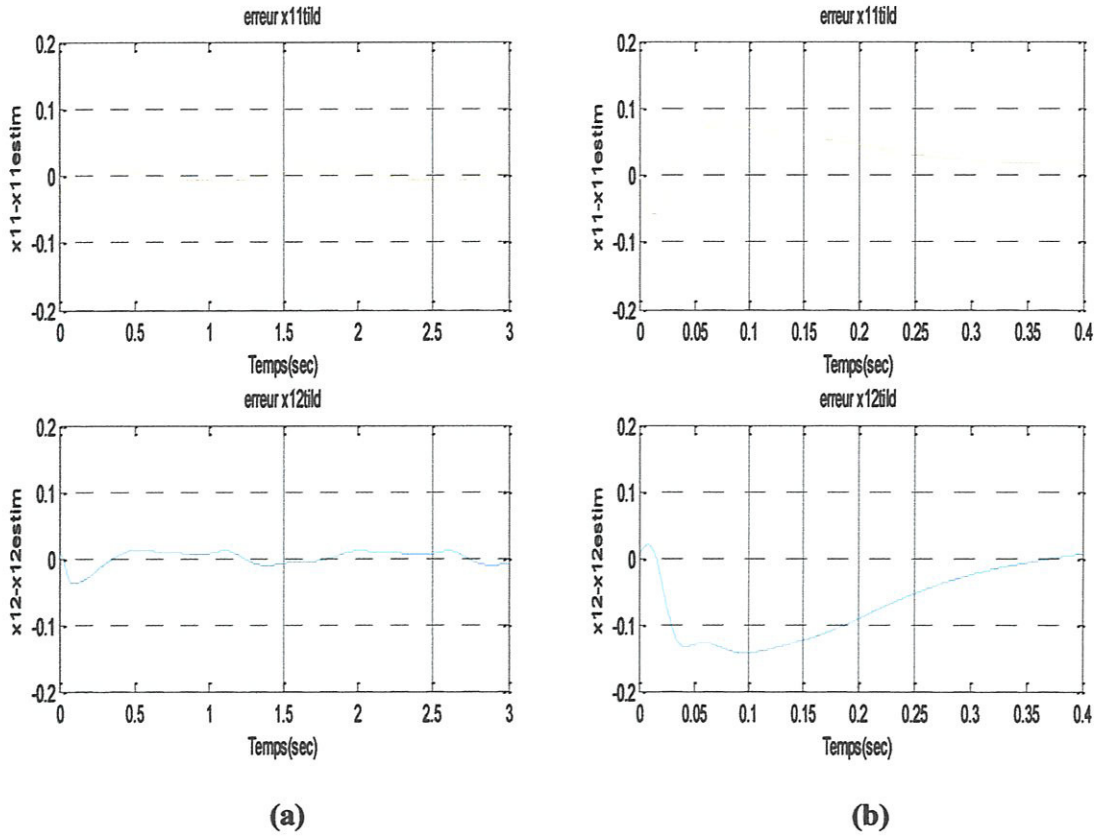 erreur x11tild
0.2
0.1
0
-0.1
-0.2
x11-x11estim
0 0.5 1 1.5 2 2.5 3
Temps(sec)
erreur x12tild
0.2
0.1
0
-0.1
-0.2
x12-x12estim
0 0.5 1 1.5 2 2.5 3
Temps(sec)
(a)
erreur x11tild
0.2
0.1
0
-0.1
-0.2
x11-x11estim
0 0.05 0.1 0.15 0.2 0.25 0.3 0.35 0.4
Temps(sec)
erreur x12tild
0.2
0.1
0
-0.1
-0.2
x12-x12estim
0 0.05 0.1 0.15 0.2 0.25 0.3 0.35 0.4
Temps(sec)
(b)